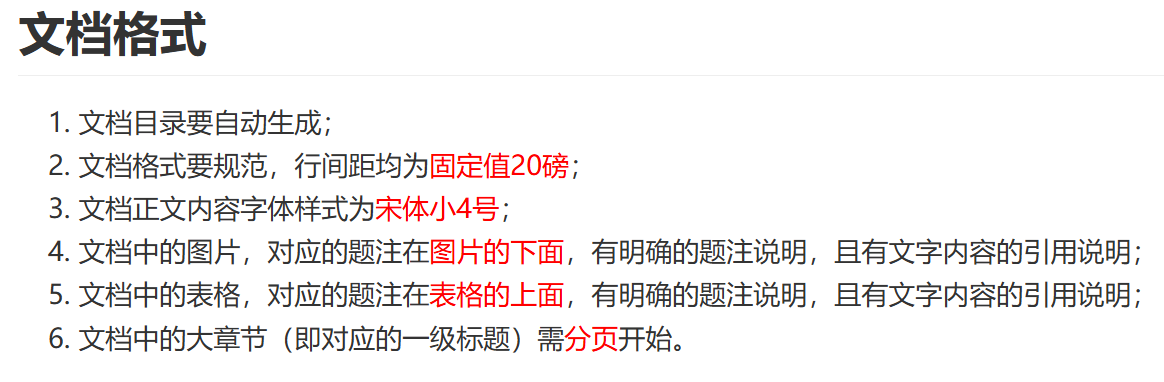 文档格式
1. 文档目录要自动生成；
2. 文档格式要规范，行间距均为固定值20磅；
3. 文档正文内容字体样式为宋体小4号；
4. 文档中的图片，对应的题注在图片的下面，有明确的题注说明，且有文字内容的引用说明；
5. 文档中的表格，对应的题注在表格的上面，有明确的题注说明，且有文字内容的引用说明；
6. 文档中的大章节（即对应的一级标题）需分页开始。